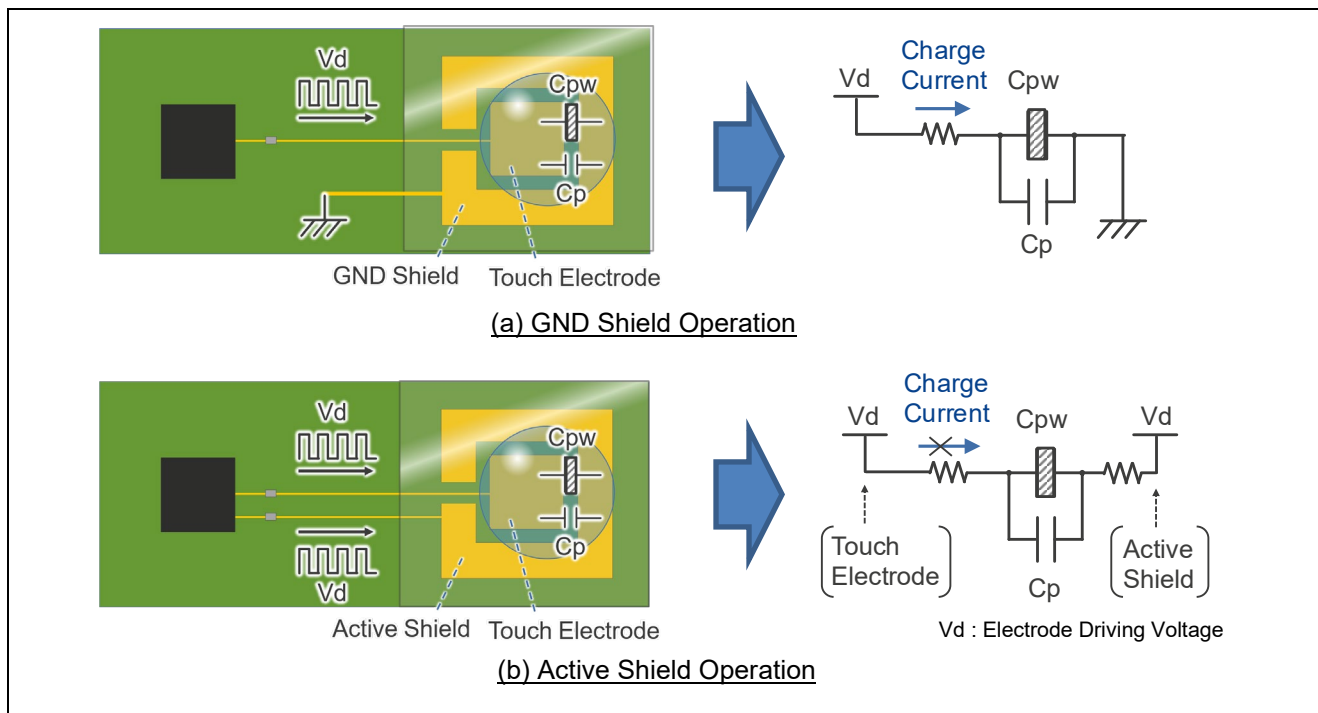 Vd
Cpw
Cp
GND Shield
Touch Electrode
Charge
Current
Vd
Cpw
Cp
(a) GND Shield Operation
Vd
Vd
Cpw
Cp
Active Shield
Touch Electrode
Charge
Current
Vd
Cpw
Vd
Touch
Electrode
Cp
Active
Shield
Vd : Electrode Driving Voltage
(b) Active Shield Operation